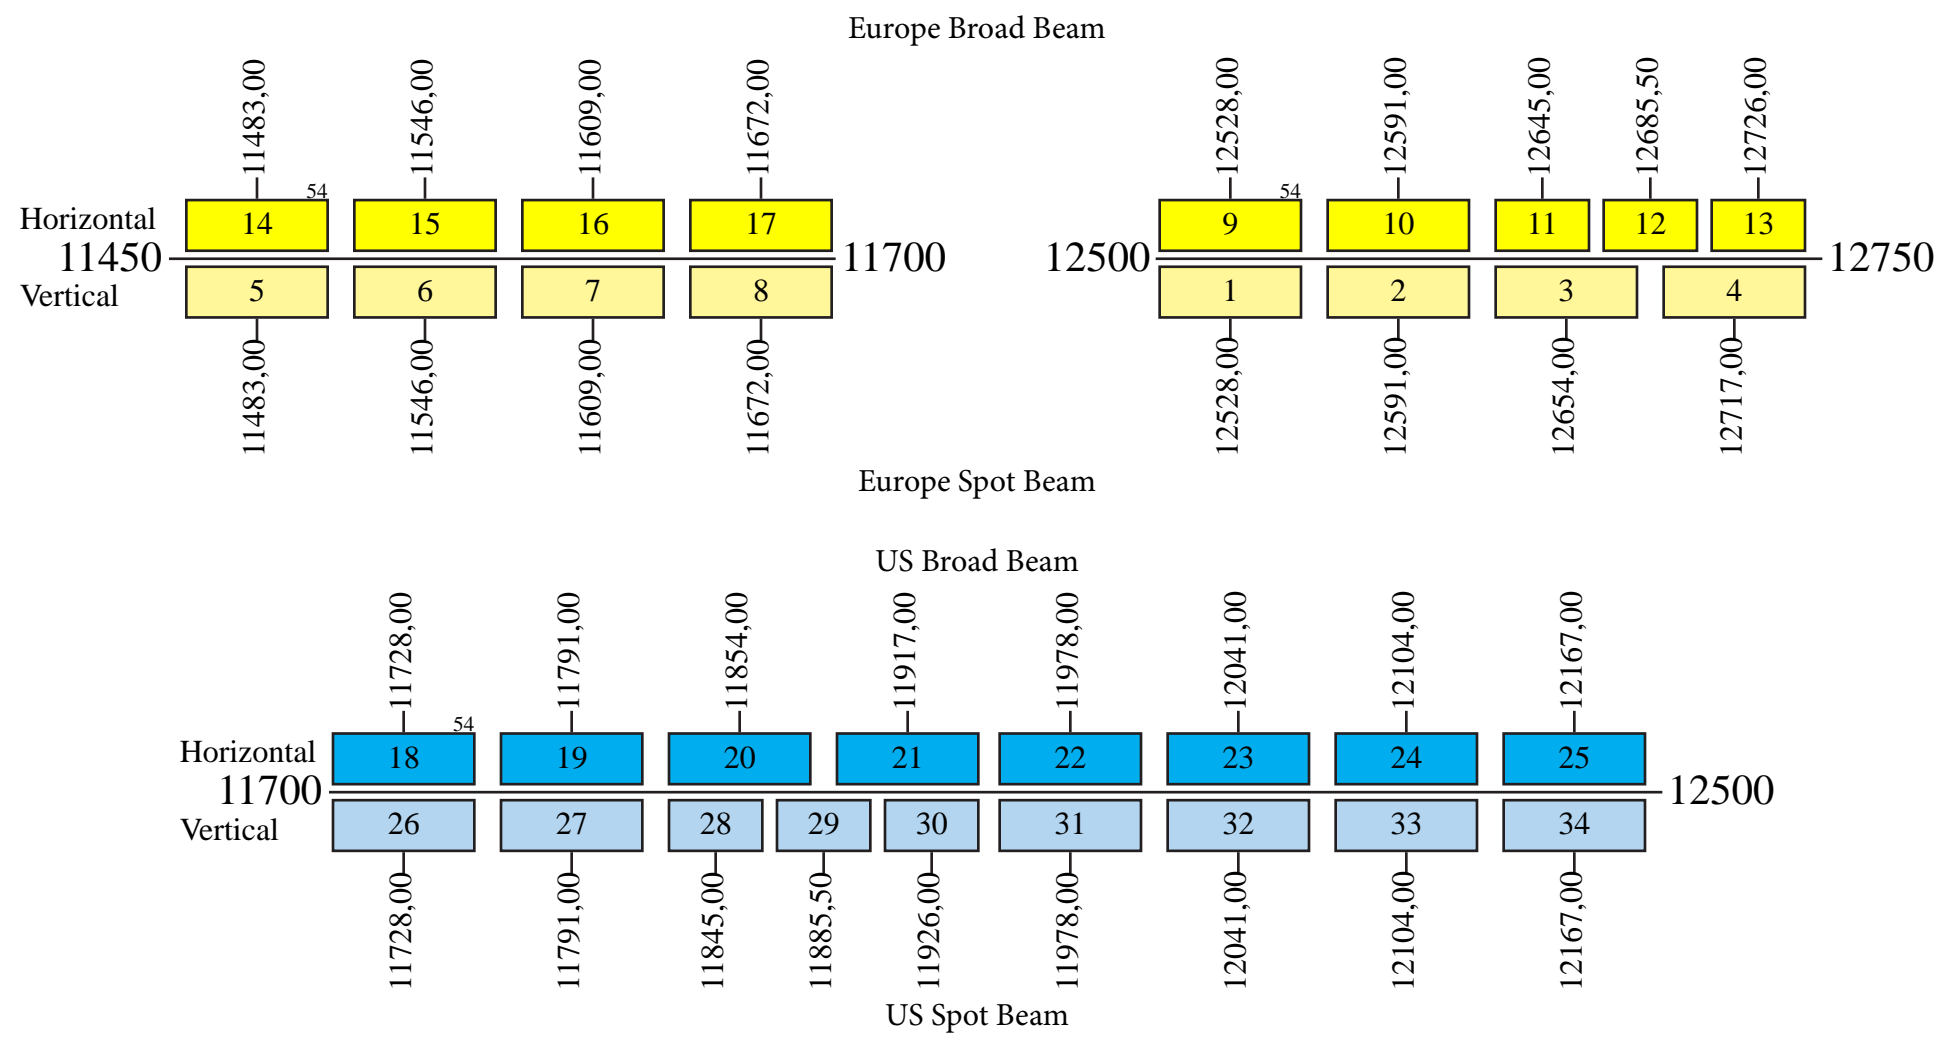 Europe Broad Beam
11483,00 11546,00 11609,00 11672,00 12528,00 12591,00 12645,00 12685,50 12726,00
54 54
Horizontal 14 15 16 17 9 10 11 12 13
11450 11700 12500 12750
Vertical 5 6 7 8 1 2 3 4
11483,00 11546,00 11609,00 11672,00 12528,00 12591,00 12654,00 12717,00
Europe Spot Beam
US Broad Beam
11728,00 11791,00 11854,00 11917,00 11978,00 12041,00 12104,00 12167,00
54
Horizontal 18 19 20 21 22 23 24 25
11700 12500
Vertical 26 27 28 29 30 31 32 33 34
11728,00 11791,00 11845,00 11885,50 11926,00 11978,00 12041,00 12104,00 12167,00
US Spot Beam